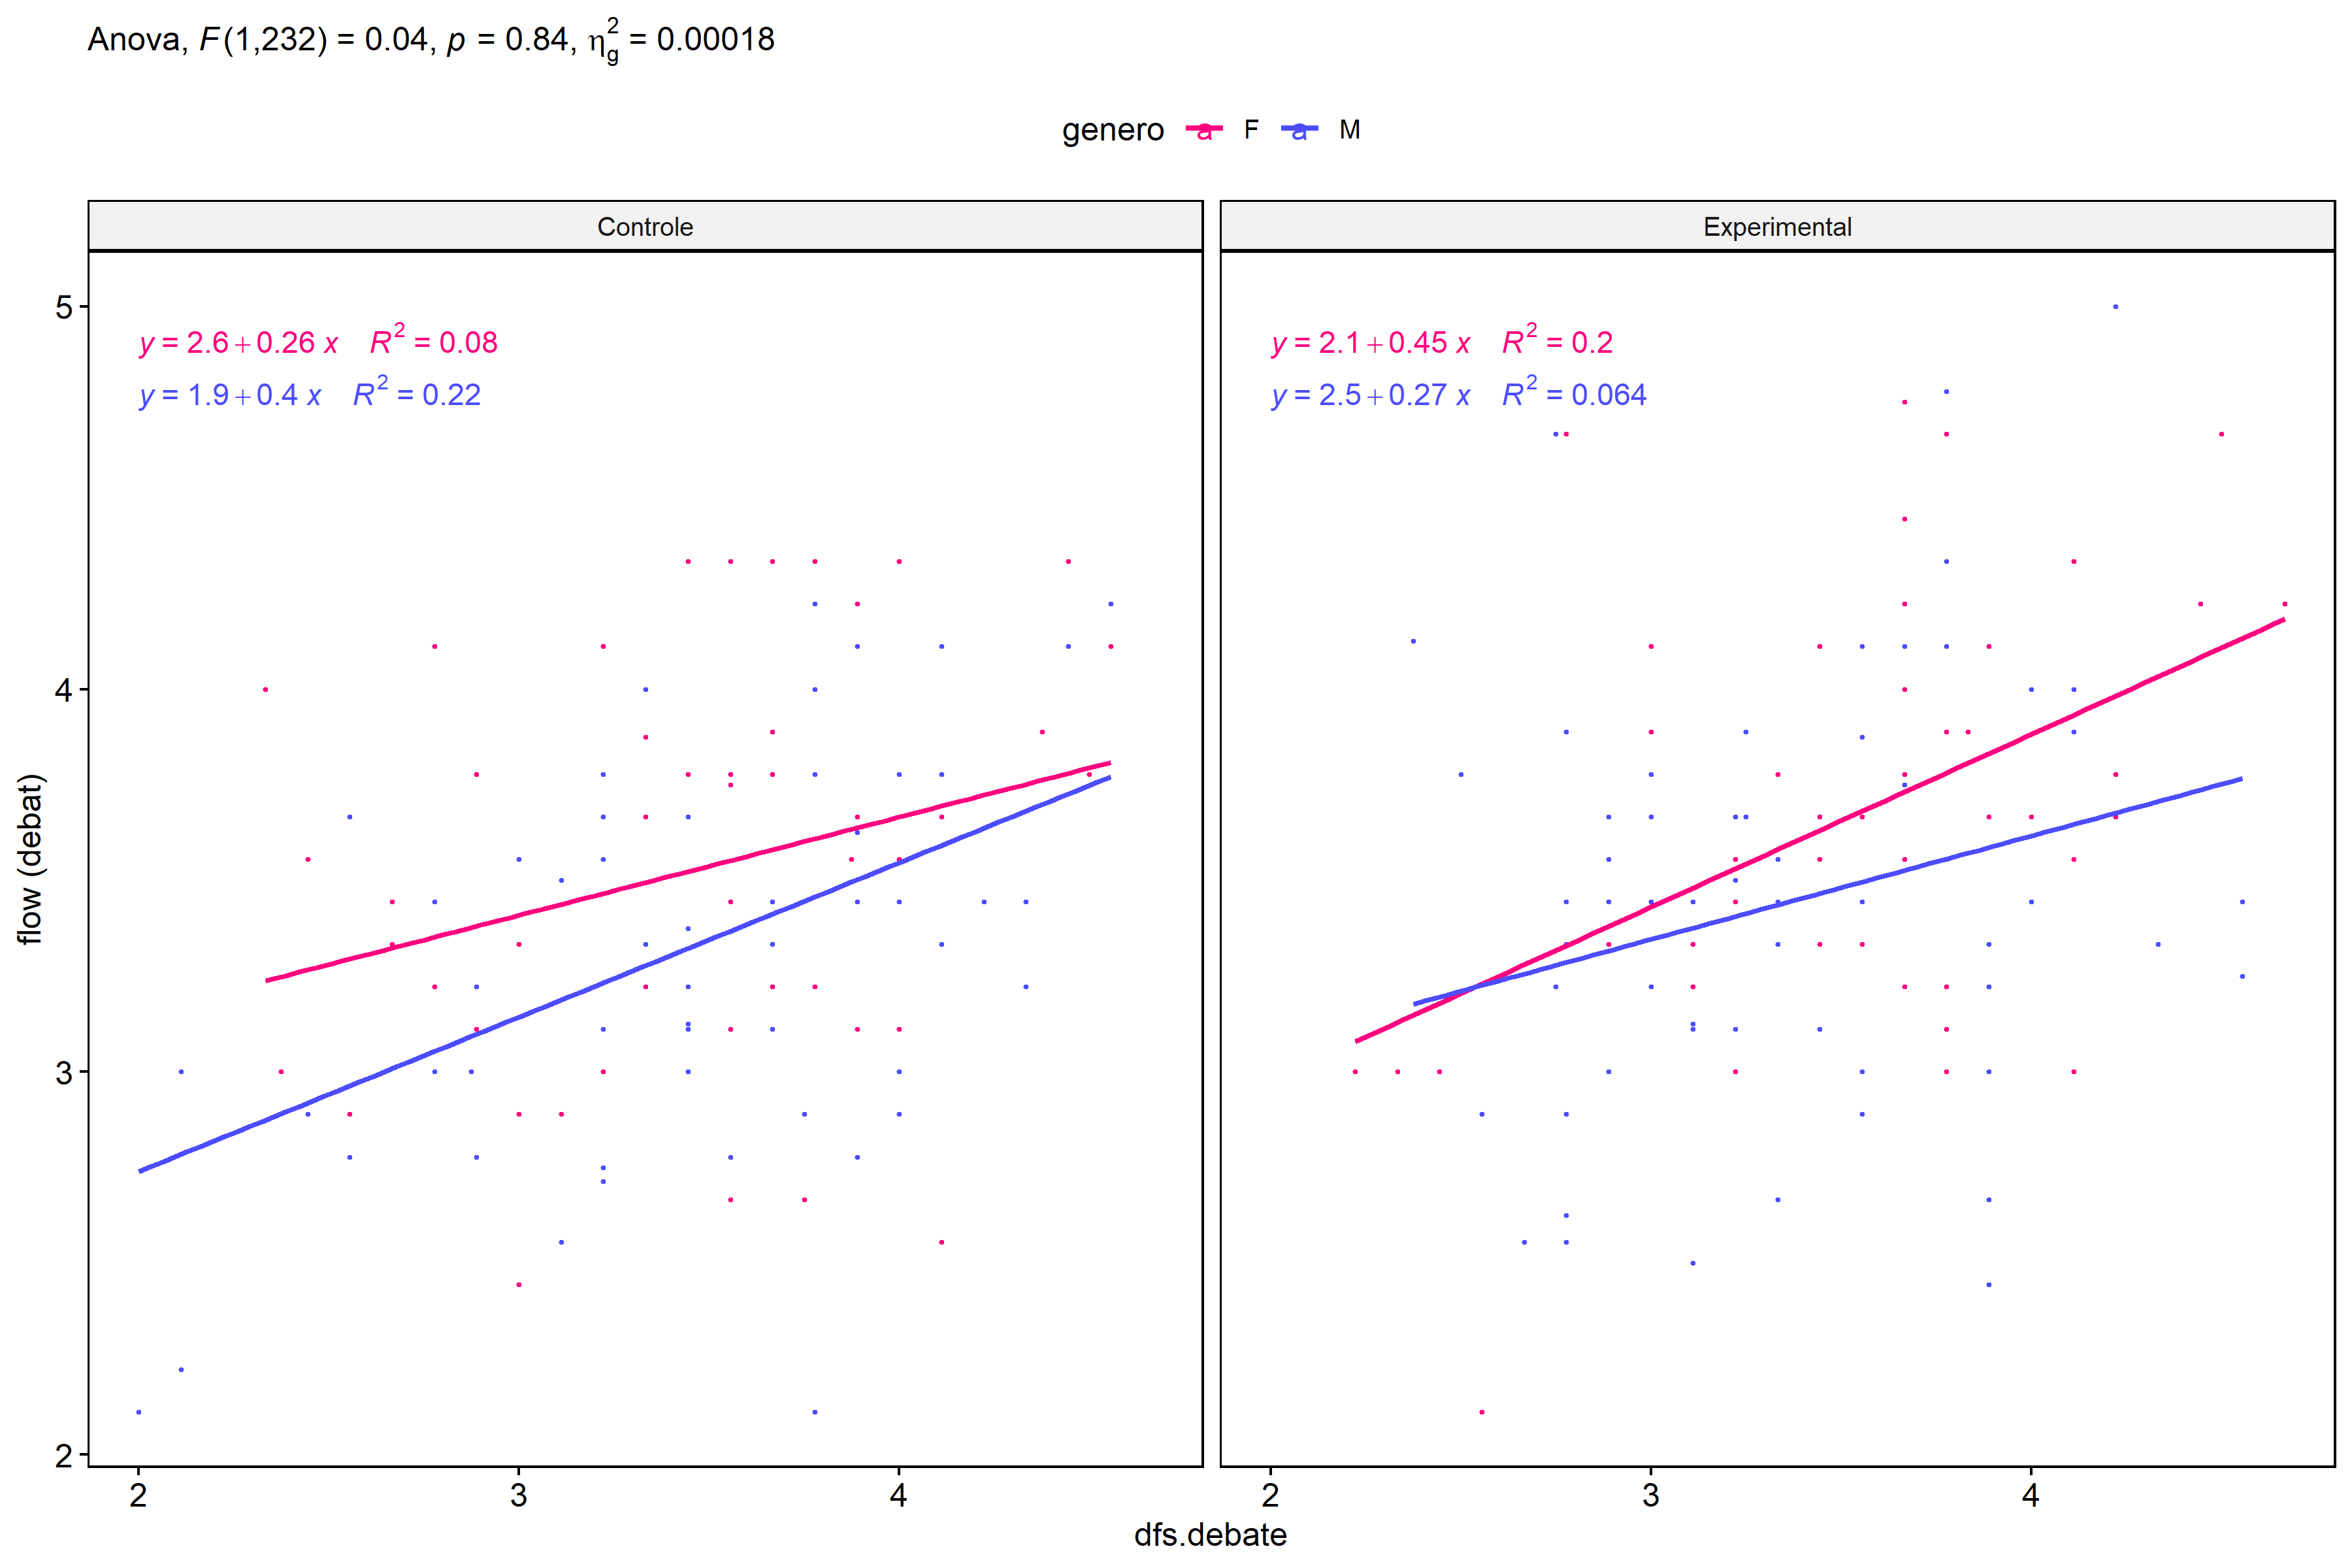 Anova, F(1,232) = 0.04, p = 0.84, η²g = 0.00018
genero a F a M
Controle
Experimental
y = 2.6+0.26 x R² = 0.08
y = 1.9+0.4 x R² = 0.22
y = 2.1+0.45 x R² = 0.2
y = 2.5+0.27 x R² = 0.064
flow (debat)
5
4
3
2
2 3 4
2 3 4
dfs.debate